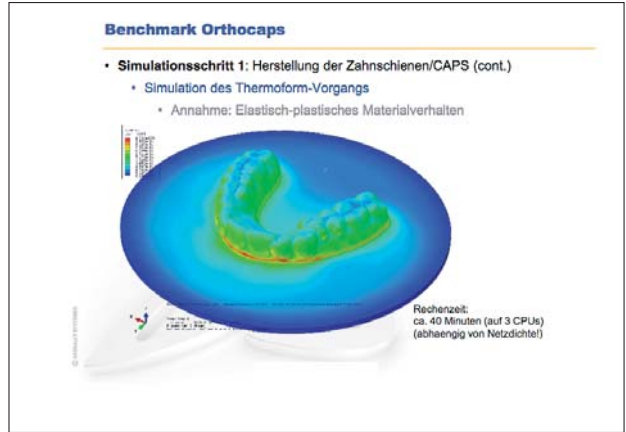 Benchmark Orthocaps
• Simulationsschritt 1: Herstellung der Zahnschienen/CAPS (cont.)
• Simulation des Thermoform-Vorgangs
• Annahme: Elastisch-plastisches Materialverhalten
Rechenzeit:
ca. 40 Minuten (auf 3 CPUs)
(abhaengig von Netzdichte!)